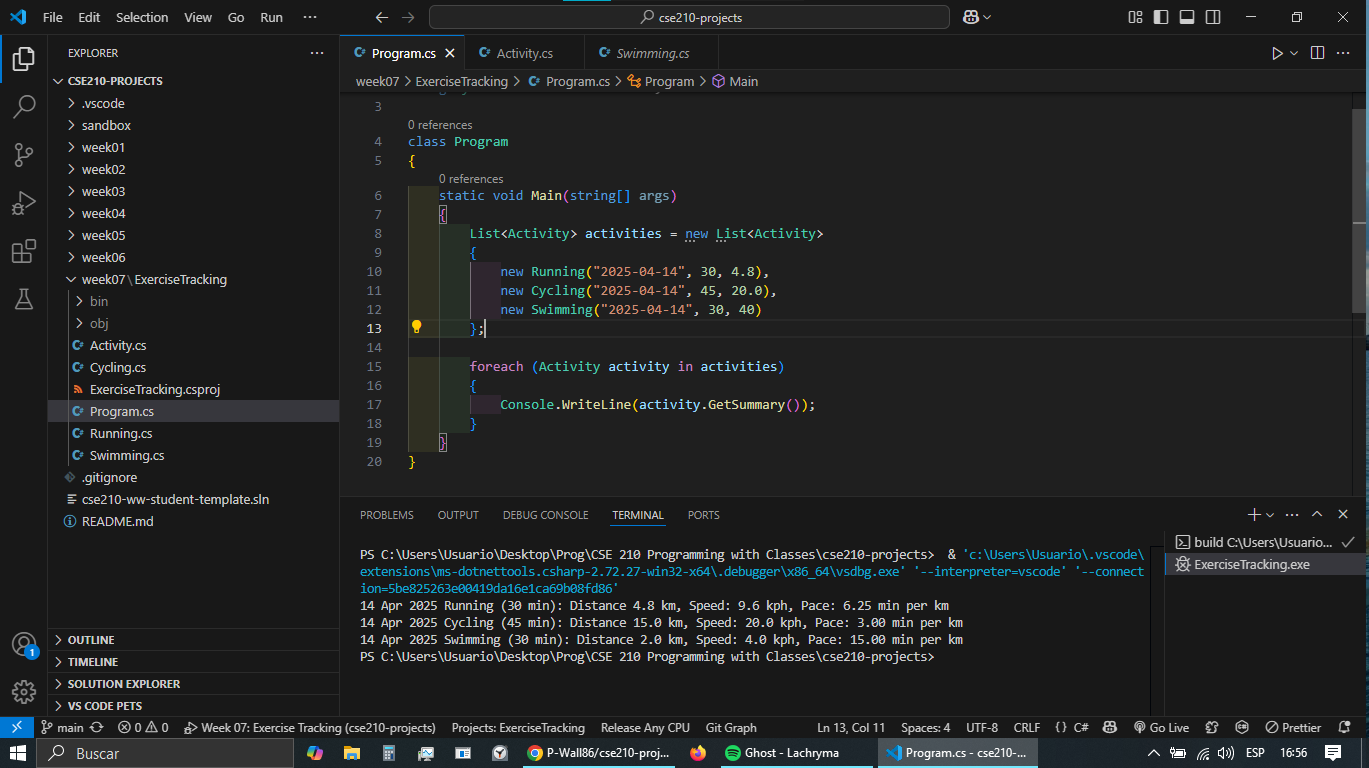 File Edit Selection View Go Run ··· cse210-projects
EXPLORER ···
CSE210-PROJECTS
.vscode
sandbox
week01
week02
week03
week04
week05
week06
week07\ExerciseTracking
bin
obj
Activity.cs
Cycling.cs
ExerciseTracking.csproj
Program.cs
Running.cs
Swimming.cs
.gitignore
cse210-ww-student-template.sln
README.md
OUTLINE
TIMELINE
SOLUTION EXPLORER
VS CODE PETS
1
Program.cs Activity.cs Swimming.cs
week07 > ExerciseTracking > Program.cs > Program > Main
3
0 references
4 class Program
5 {
0 references
6 static void Main(string[] args)
7 {
8 List<Activity> activities = new List<Activity>
9 {
10 new Running("2025-04-14", 30, 4.8),
11 new Cycling("2025-04-14", 45, 20.0),
12 new Swimming("2025-04-14", 30, 40)
13 };
14
15 foreach (Activity activity in activities)
16 {
17 Console.WriteLine(activity.GetSummary());
18 }
19 }
20 }
PROBLEMS OUTPUT DEBUG CONSOLE TERMINAL PORTS
PS C:\Users\Usuario\Desktop\Prog\CSE 210 Programming with Classes\cse210-projects> & 'c:\Users\Usuario\.vscode\
extensions\ms-dotnettools.csharp-2.72.27-win32-x64\.debugger\x86_64\vsdbg.exe' '--interpreter=vscode' '--connect
ion=5be825263e00419da16e1ca69b08fd86'
14 Apr 2025 Running (30 min): Distance 4.8 km, Speed: 9.6 kph, Pace: 6.25 min per km
14 Apr 2025 Cycling (45 min): Distance 15.0 km, Speed: 20.0 kph, Pace: 3.00 min per km
14 Apr 2025 Swimming (30 min): Distance 2.0 km, Speed: 4.0 kph, Pace: 15.00 min per km
PS C:\Users\Usuario\Desktop\Prog\CSE 210 Programming with Classes\cse210-projects>
build C:\Users\Usuario...
ExerciseTracking.exe
main 0 0 Week 07: Exercise Tracking (cse210-projects) Projects: ExerciseTracking Release Any CPU Git Graph Ln 13, Col 11 Spaces: 4 UTF-8 CRLF {} C# Go Live Prettier
Buscar P-Wall86/cse210-proj... Ghost - Lachryma Program.cs - cse210-... ESP 16:56